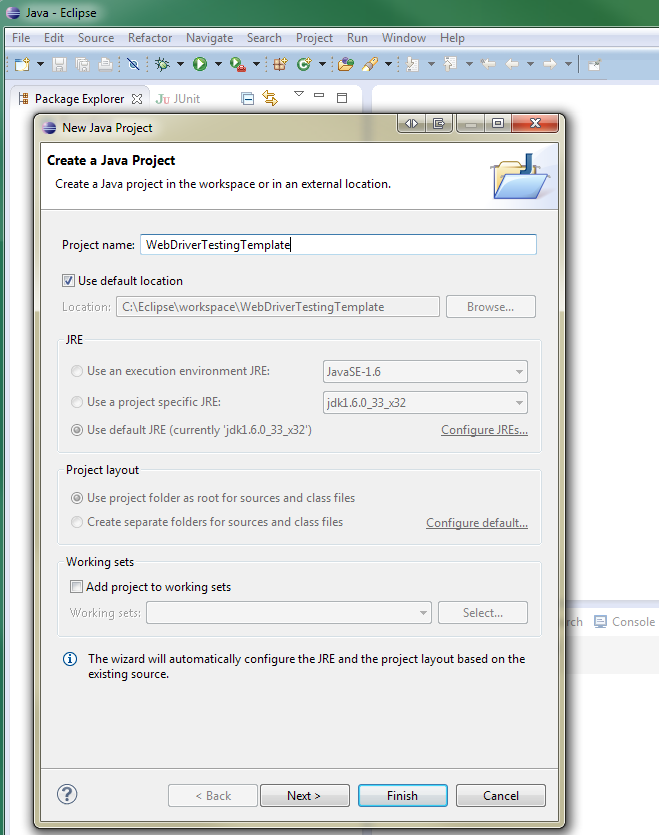 Java - Eclipse
File Edit Source Refactor Navigate Search Project Run Window Help
Package Explorer JUnit
New Java Project
Create a Java Project
Create a Java project in the workspace or in an external location.
Project name: WebDriverTestingTemplate
Use default location
Location: C:\Eclipse\workspace\WebDriverTestingTemplate Browse...
JRE
Use an execution environment JRE: JavaSE-1.6
Use a project specific JRE: jdk1.6.0_33_x32
Use default JRE (currently 'jdk1.6.0_33_x32') Configure JREs...
Project layout
Use project folder as root for sources and class files
Create separate folders for sources and class files Configure default...
Working sets
Add project to working sets
Working sets: Select...
rch Console
The wizard will automatically configure the JRE and the project layout based on the
existing source.
? < Back Next > Finish Cancel